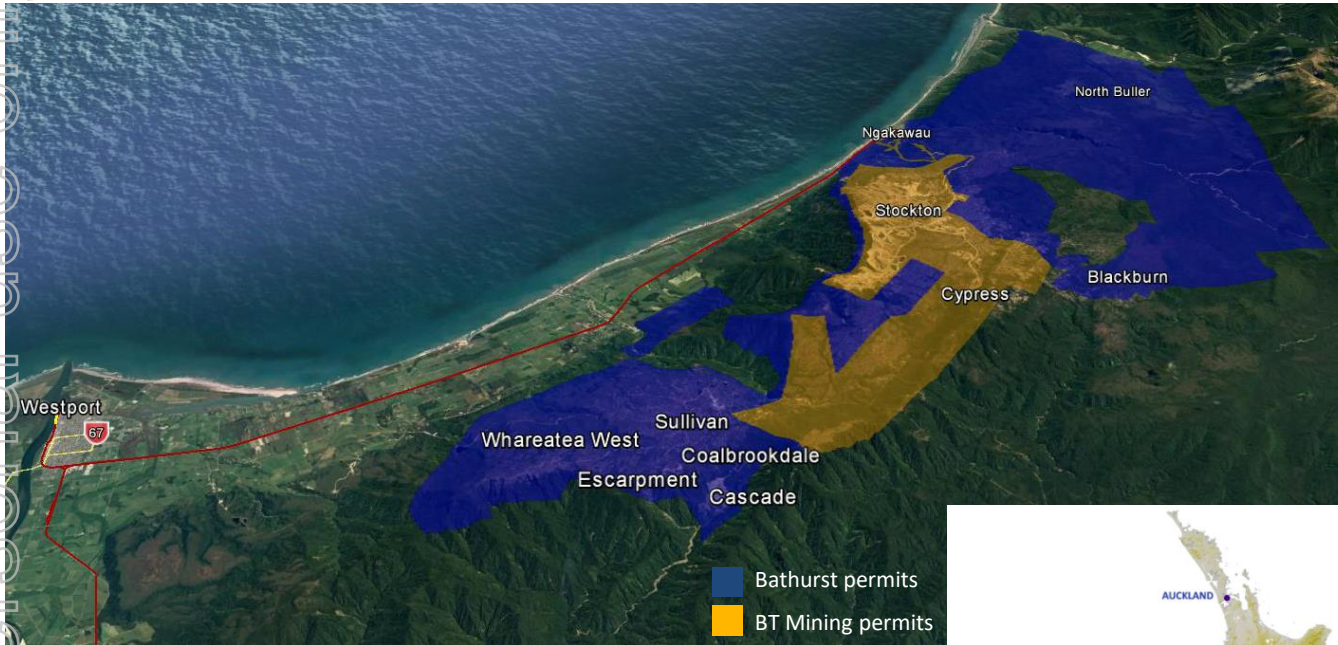 North Buller
Ngakawau
Stockton
Blackburn
Cypress
Westport
67
Sullivan
Whareatea West
Coalbrookdale
Escarpment
Cascade
Bathurst permits
BT Mining permits
AUCKLAND